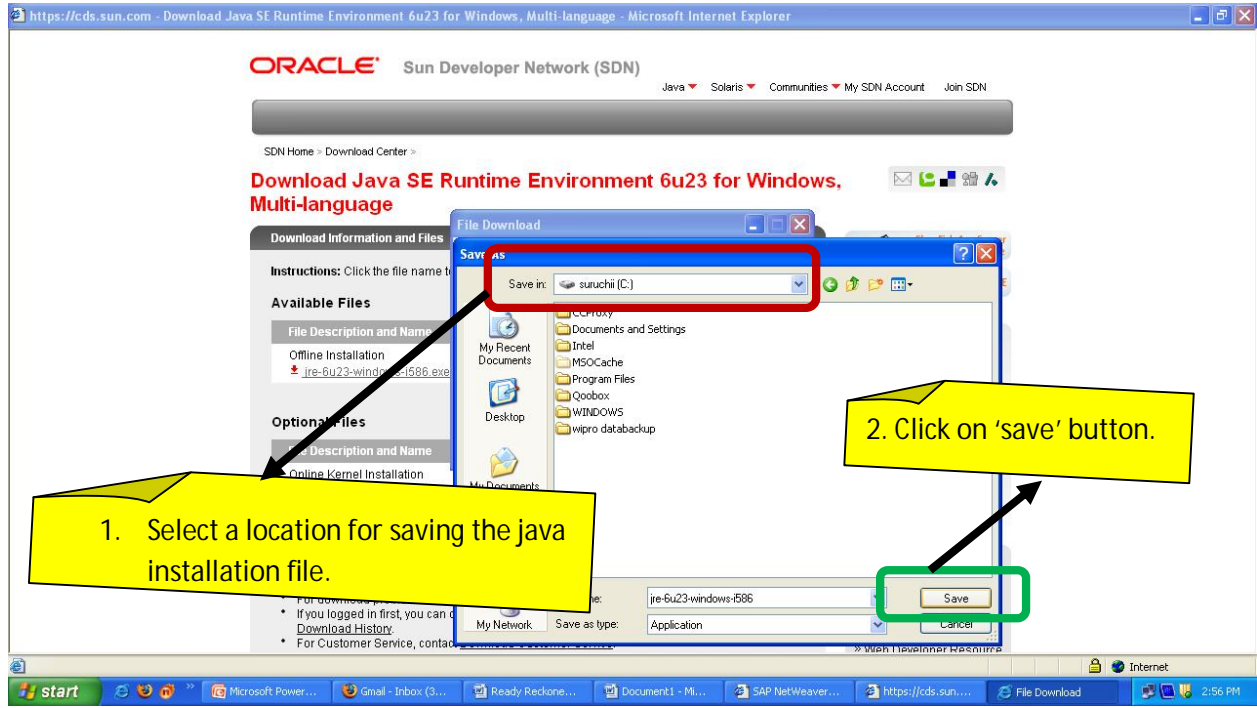 https://cds.sun.com - Download Java SE Runtime Environment 6u23 for Windows, Multi-language - Microsoft Internet Explorer
ORACLE Sun Developer Network (SDN)
Java Solaris Communities My SDN Account Join SDN
SDN Home > Download Center >
Download Java SE Runtime Environment 6u23 for Windows,
Multi-language
File Download
Download Information and Files
Save As
Instructions: Click the file name
Save in: suruchii (C:)
Available Files
File Description and Name
Offline Installation
jre-6u23-windows-i586.exe
Optional Files
File Description and Name
Online Kernel Installation
My Recent
Documents
Desktop
My Documents
CCProxy
Documents and Settings
Intel
MSOCache
Program Files
Qoobox
WINDOWS
wipro databackup
2. Click on ‘save’ button.
1. Select a location for saving the java
installation file.
jre-6u23-windows-i586
Save
My Network
Save as type: Application
Cancel
For download
If you logged in first, you can
Download History.
For Customer Service, contact
» Web Developer Resource
Internet
start
Microsoft Power...
Gmail - Inbox (3...
Ready Reckone...
Document1 - Mi...
SAP NetWeaver...
https://cds.sun....
File Download
2:56 PM